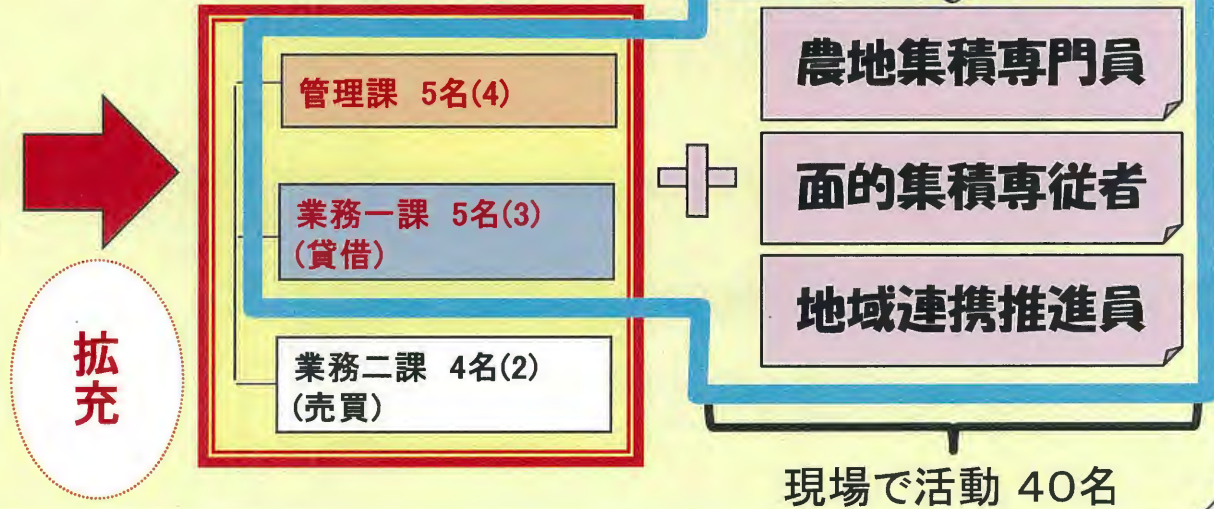 拡充
管理課 5名(4)
業務一課 5名(3)
(貸借)
業務二課 4名(2)
(売買)
農地集積専門員
面的集積専従者
地域連携推進員
現場で活動 40名